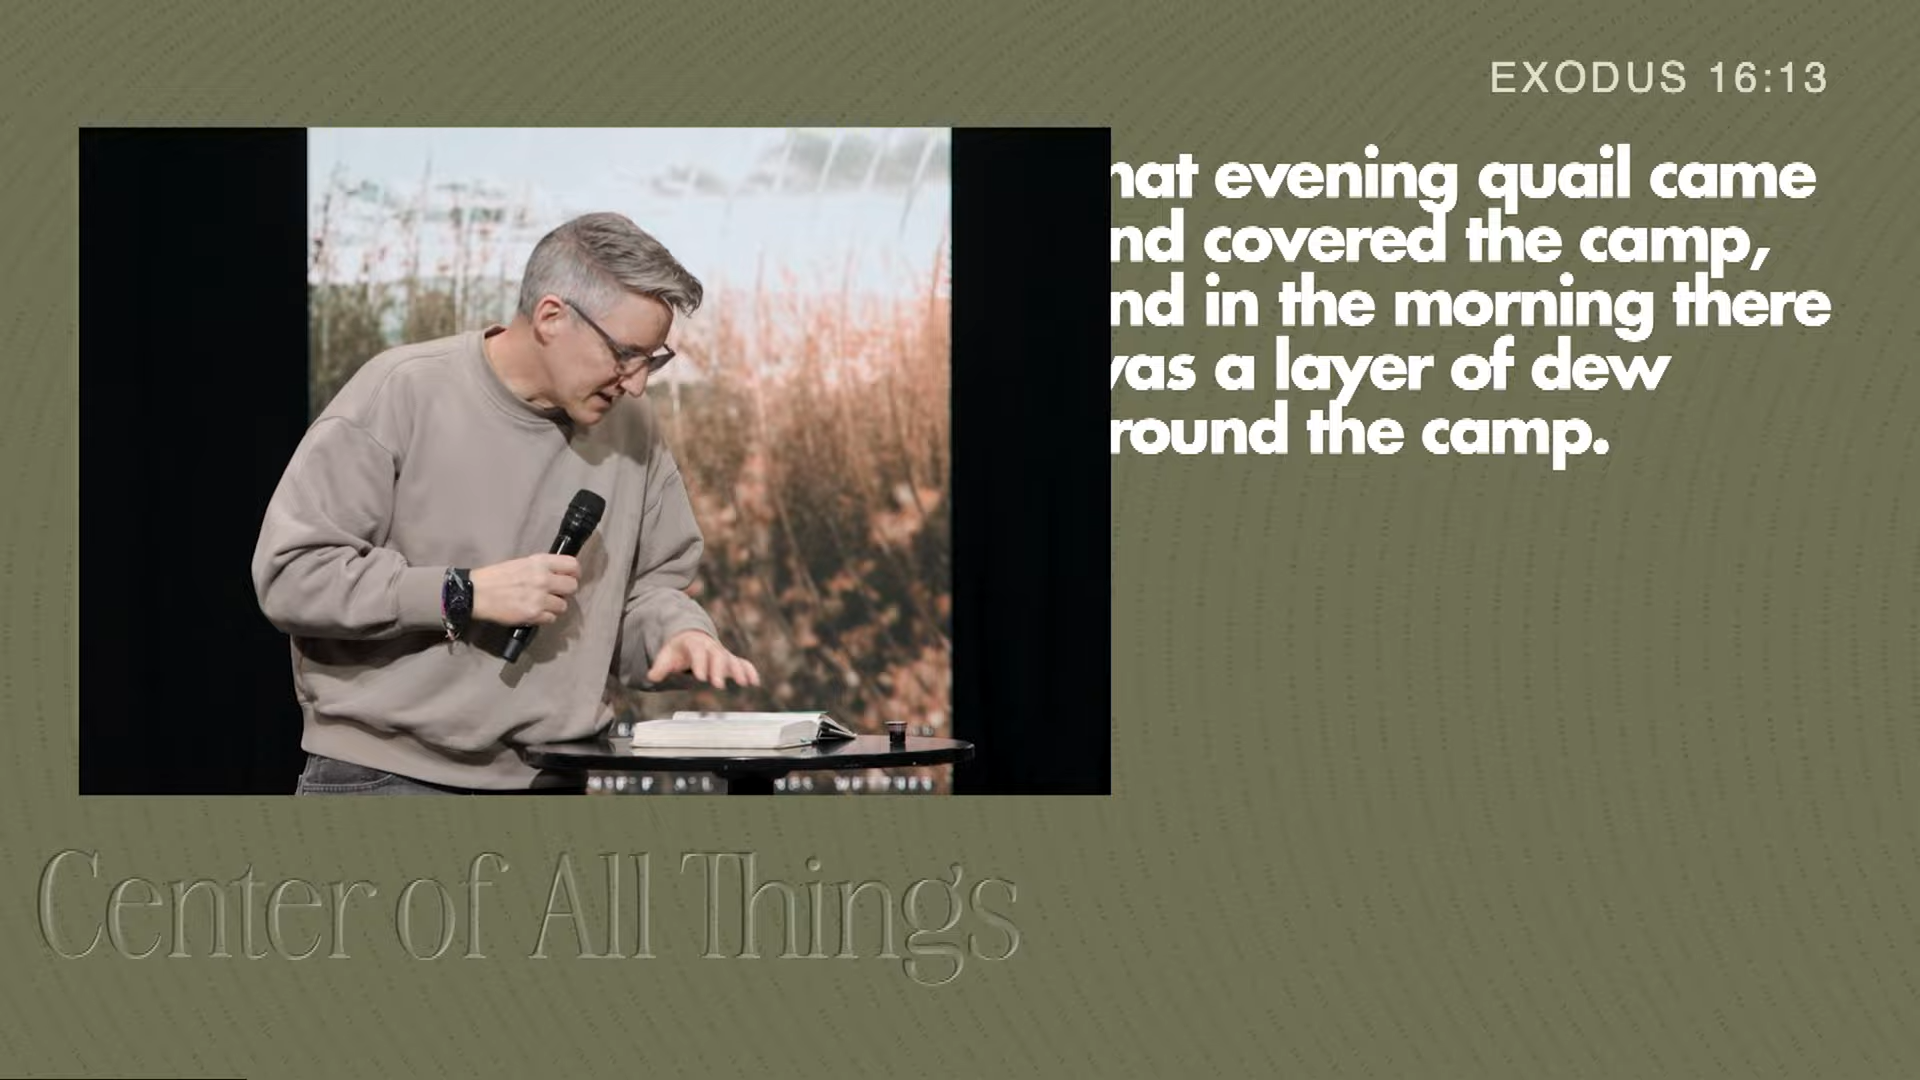 EXODUS 16:13
hat evening quail came
nd covered the camp,
nd in the morning there
was a layer of dew
round the camp.
Center of All Things